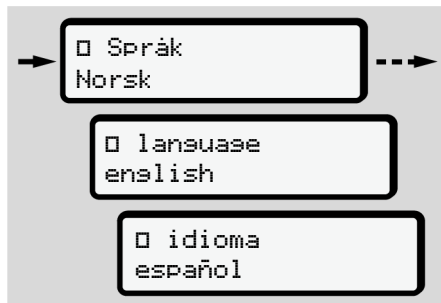 □ Språk
Norsk
□ language
english
□ idioma
español